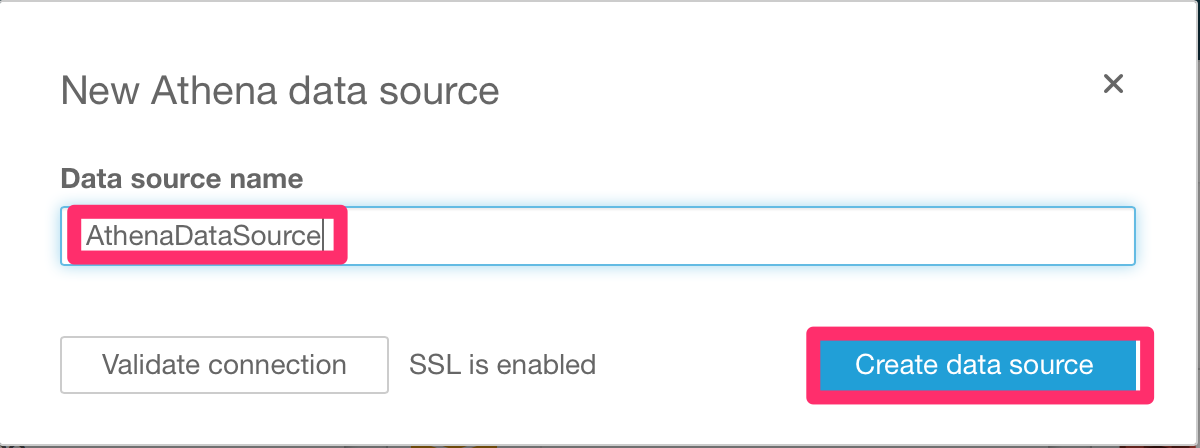 New Athena data source
Data source name
AthenaDataSource
Validate connection SSL is enabled Create data source